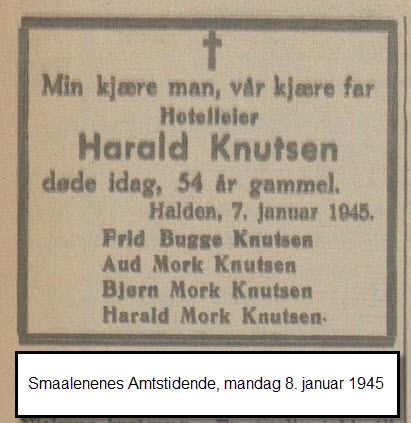 Min kjære man, vår kjære far
Hotelleier
Harald Knutsen
døde idag, 54 år gammel.
Halden, 7. januar 1945.
Frid Bugge Knutsen
Aud Mork Knutsen
Bjørn Mork Knutsen
Harald Mork Knutsen.
Smaalenenes Amtstidende, mandag 8. januar 1945